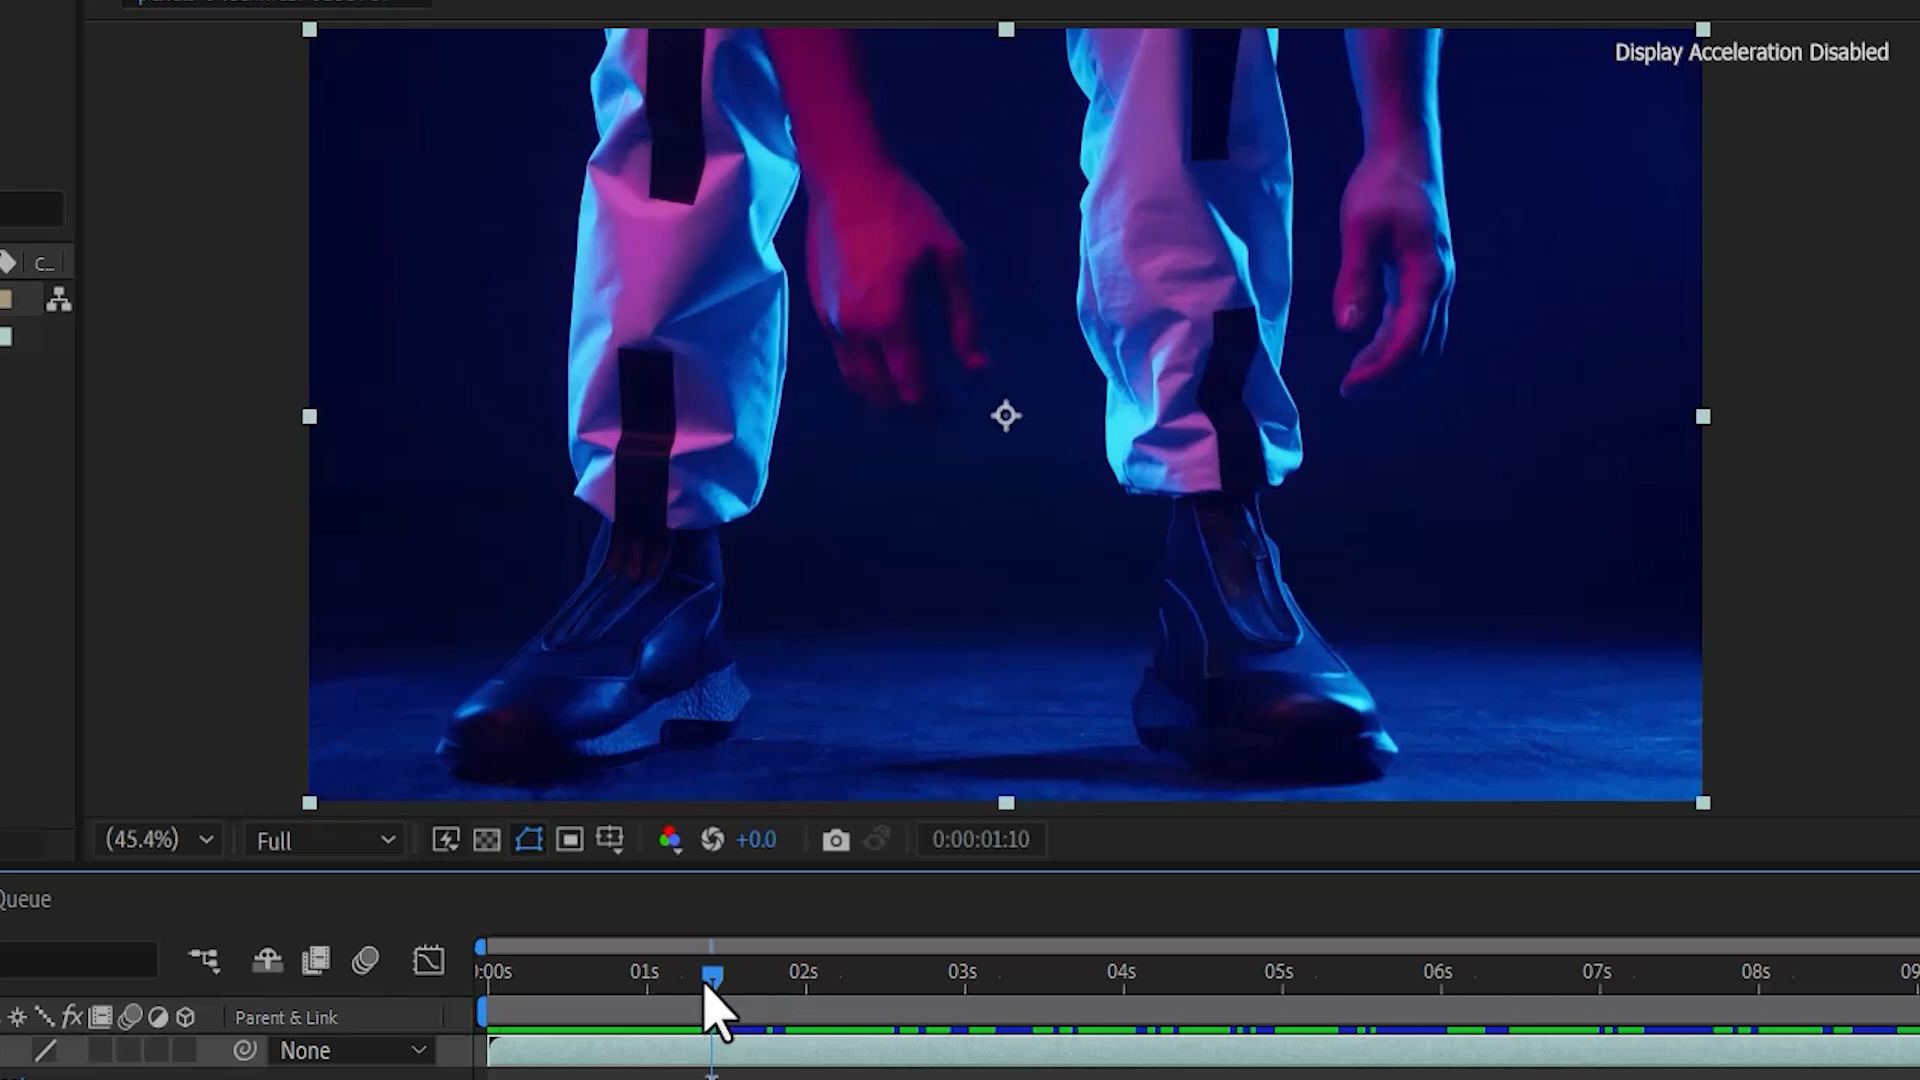 Display Acceleration Disabled
C...
(45.4%)
Full
+0.0
0:00:01:10
Queue
:00s
01s
02s
03s
04s
05s
06s
07s
08s
09
fx
Parent & Link
None